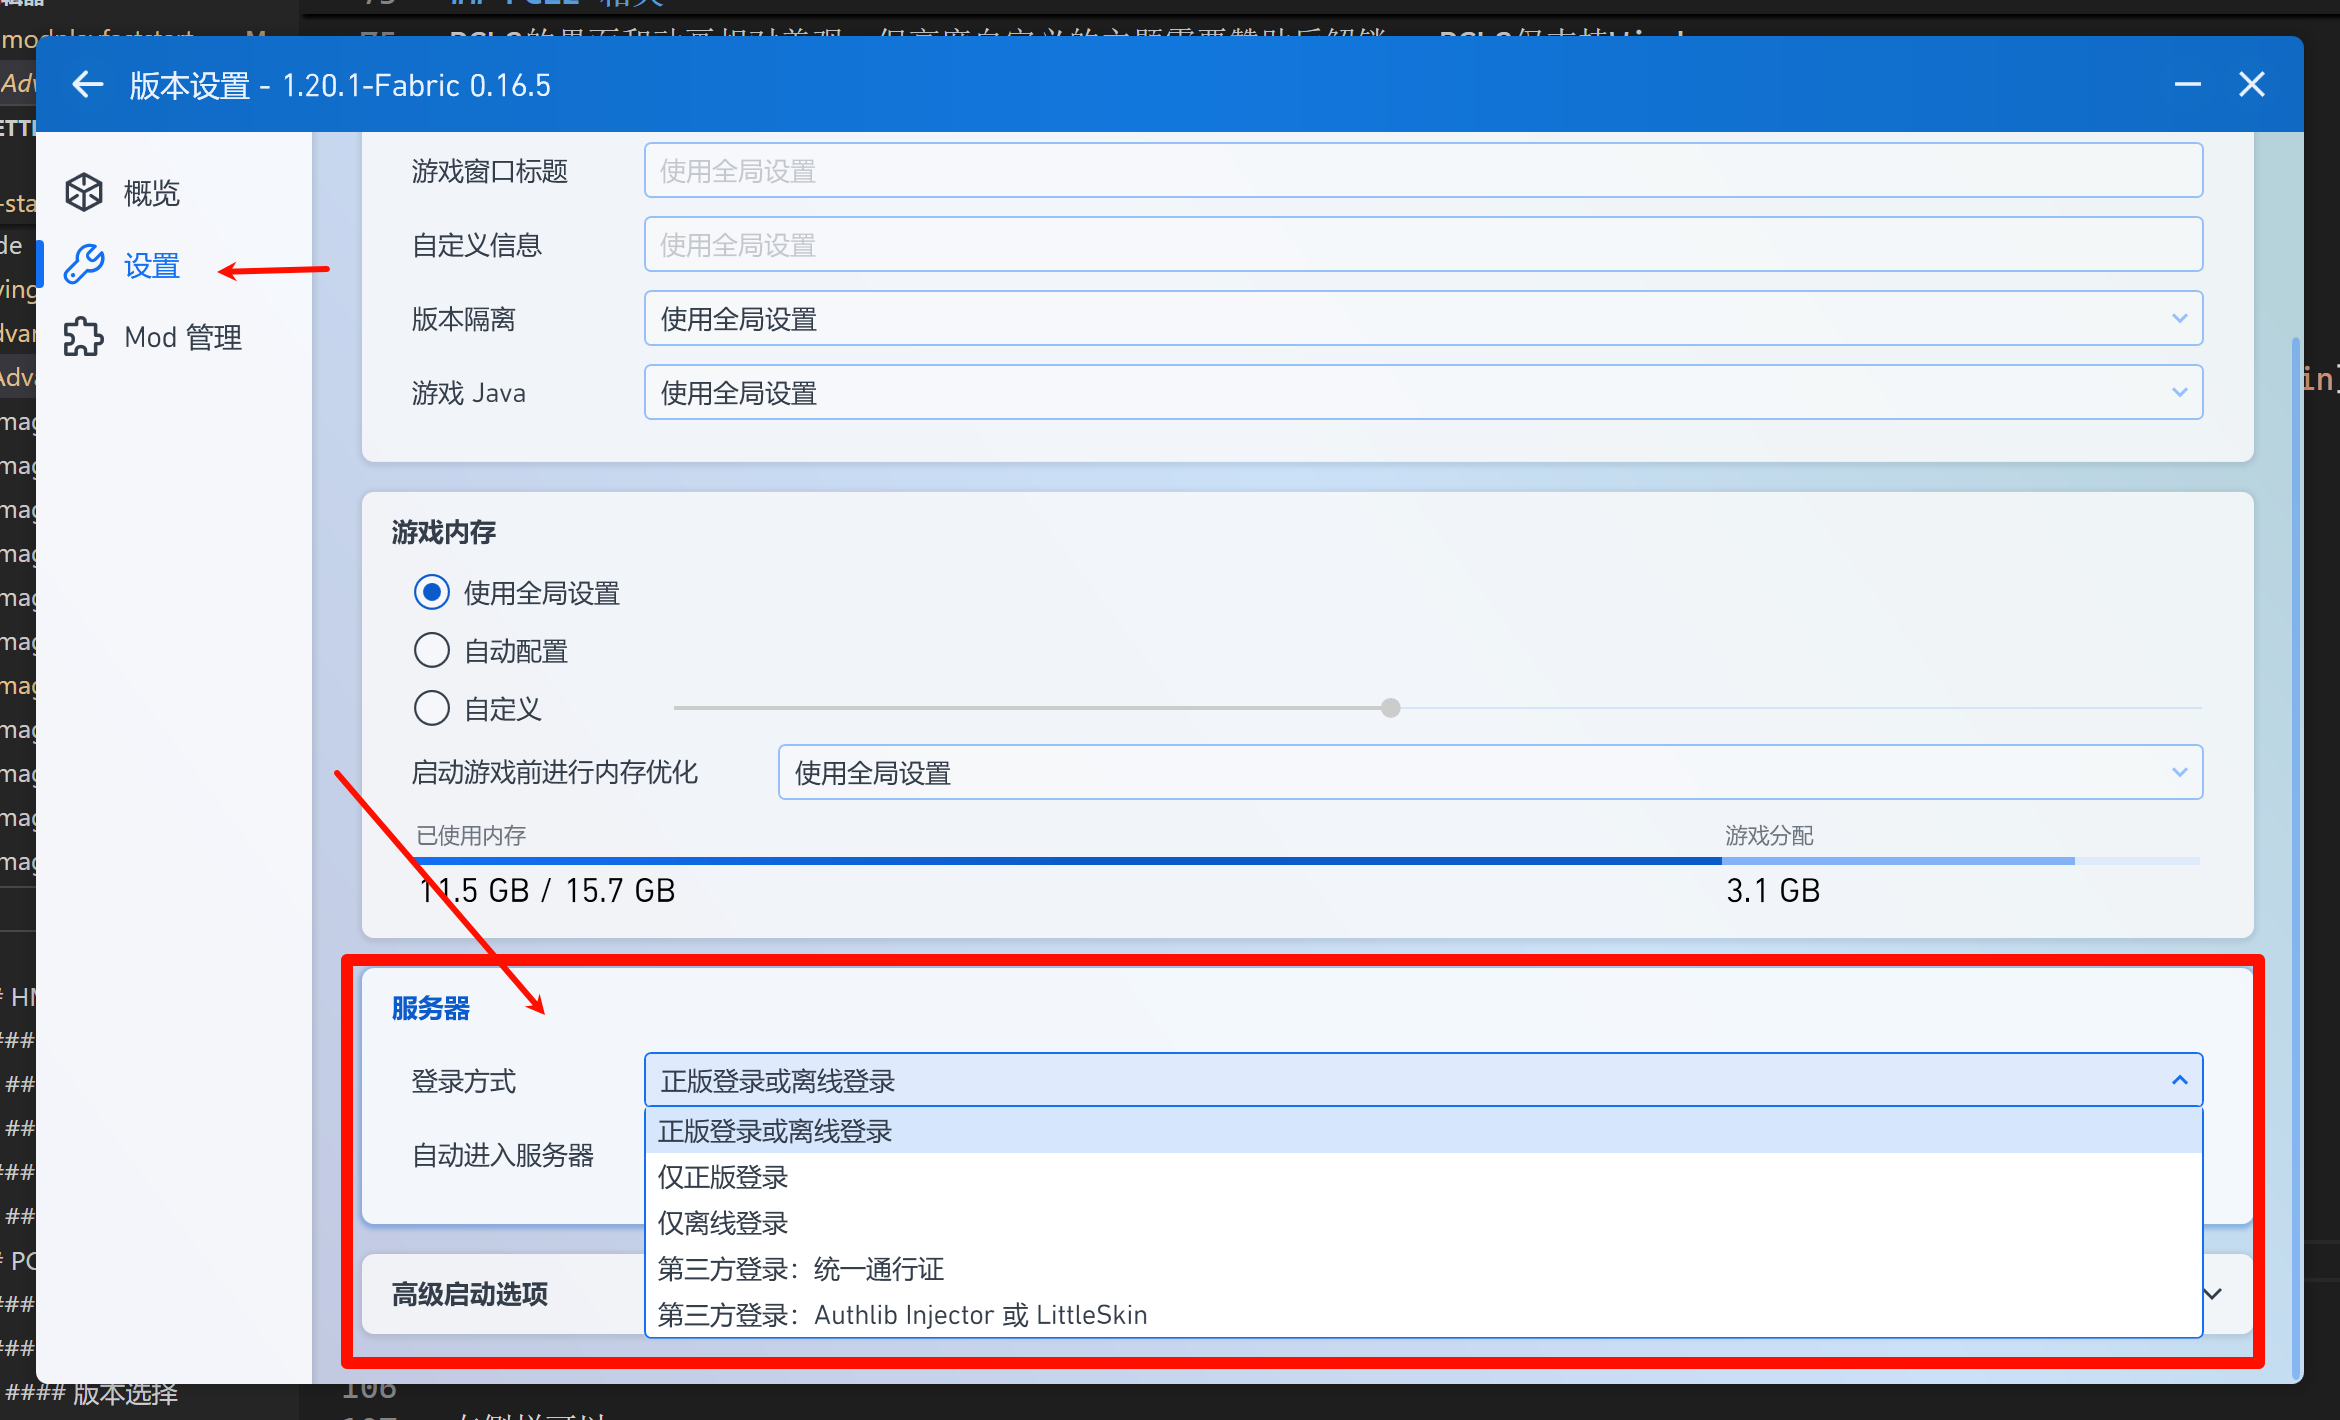 版本设置 - 1.20.1-Fabric 0.16.5
概览
设置
Mod 管理
游戏窗口标题
使用全局设置
自定义信息
使用全局设置
版本隔离
使用全局设置
游戏 Java
使用全局设置
游戏内存
使用全局设置
自动配置
自定义
启动游戏前进行内存优化
使用全局设置
已使用内存
游戏分配
11.5 GB / 15.7 GB
3.1 GB
服务器
登录方式
正版登录或离线登录
正版登录或离线登录
自动进入服务器
仅正版登录
仅离线登录
第三方登录：统一通行证
第三方登录：Authlib Injector 或 LittleSkin
高级启动选项
#### 版本选择
106